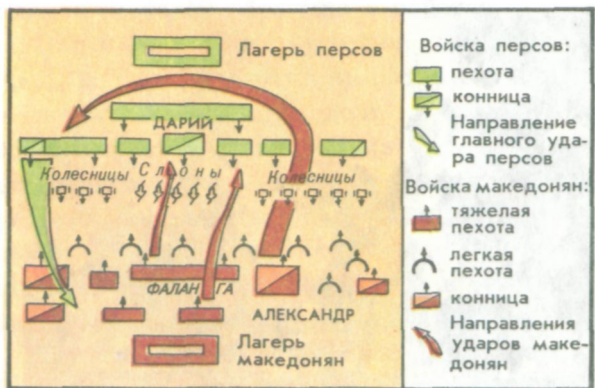 Лагерь персов
ДАРИЙ
Колесницы
Слоны
Колесницы
ФАЛАНГА
АЛЕКСАНДР
Лагерь
македонян
Войска персов:
пехота
конница
Направление
главного уда-
ра персов
Войска македонян:
тяжелая
пехота
легкая
пехота
конница
Направления
ударов маке-
донян